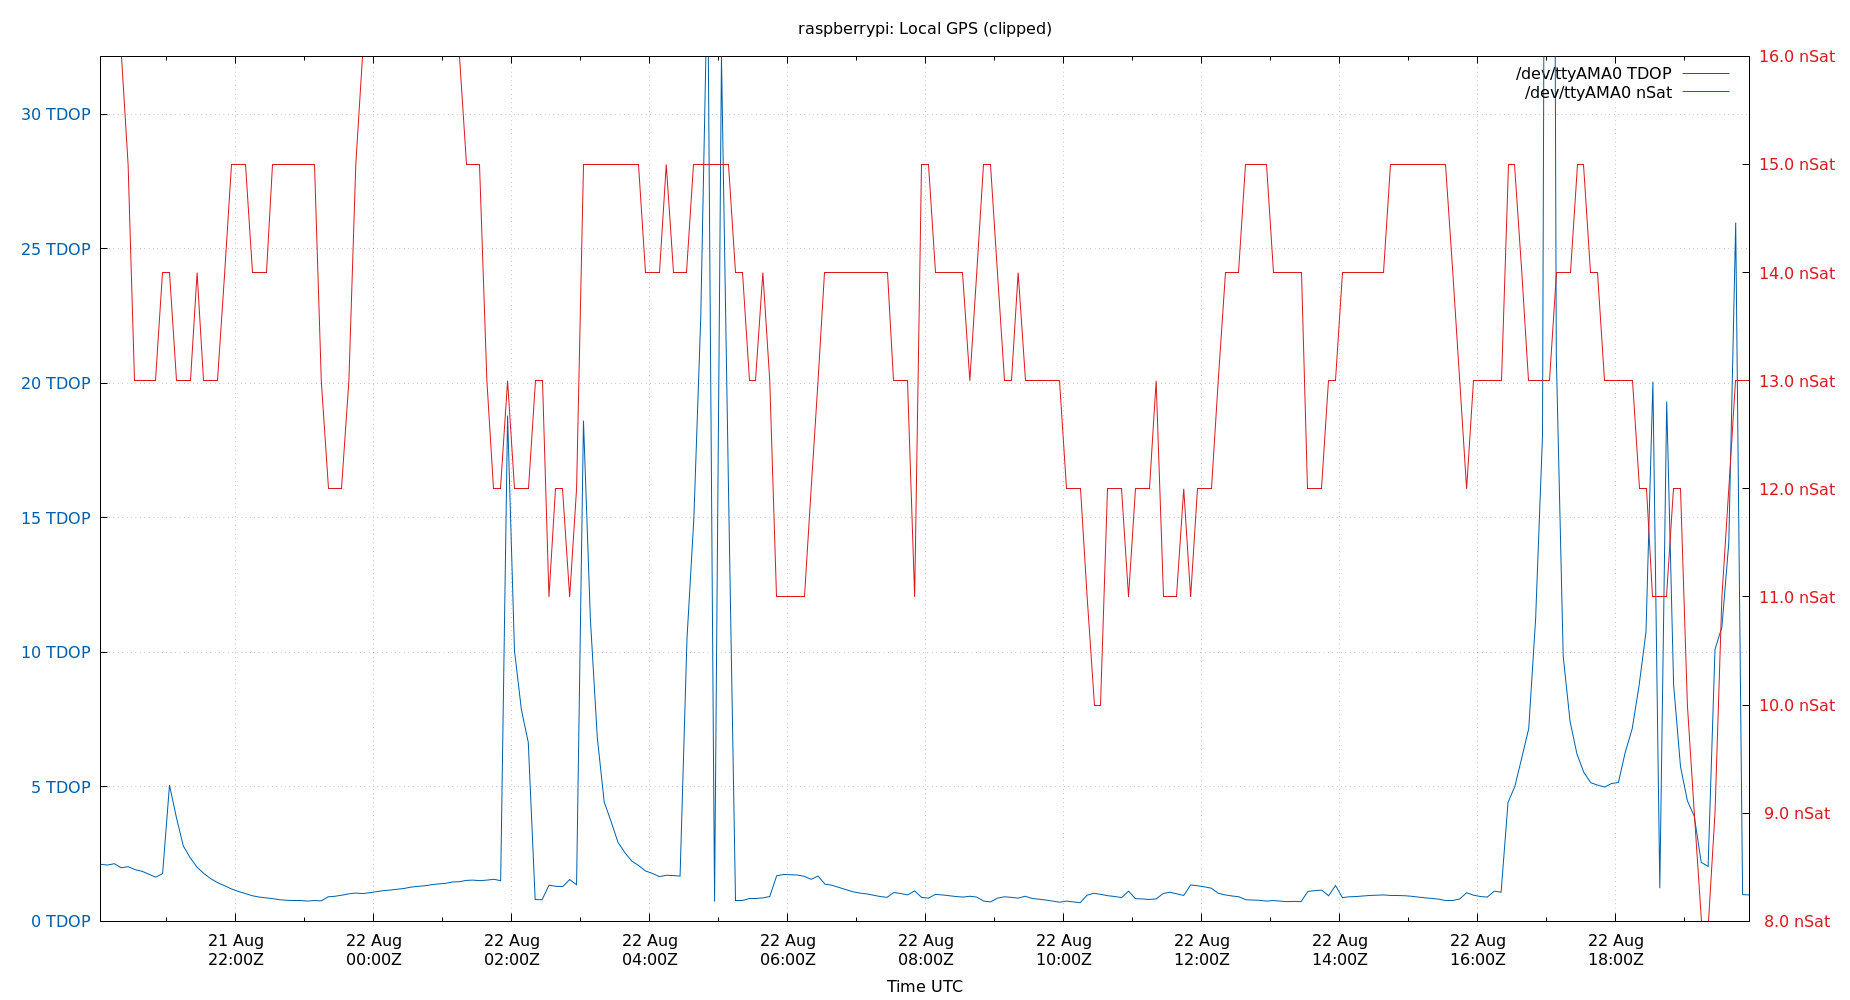 raspberrypi: Local GPS (clipped)
/dev/ttyAMA0 TDOP
/dev/ttyAMA0 nSat
30 TDOP
25 TDOP
20 TDOP
15 TDOP
10 TDOP
5 TDOP
0 TDOP
16.0 nSat
15.0 nSat
14.0 nSat
13.0 nSat
12.0 nSat
11.0 nSat
10.0 nSat
9.0 nSat
8.0 nSat
21 Aug
22:00Z
22 Aug
00:00Z
22 Aug
02:00Z
22 Aug
04:00Z
22 Aug
06:00Z
22 Aug
08:00Z
22 Aug
10:00Z
22 Aug
12:00Z
22 Aug
14:00Z
22 Aug
16:00Z
22 Aug
18:00Z
Time UTC